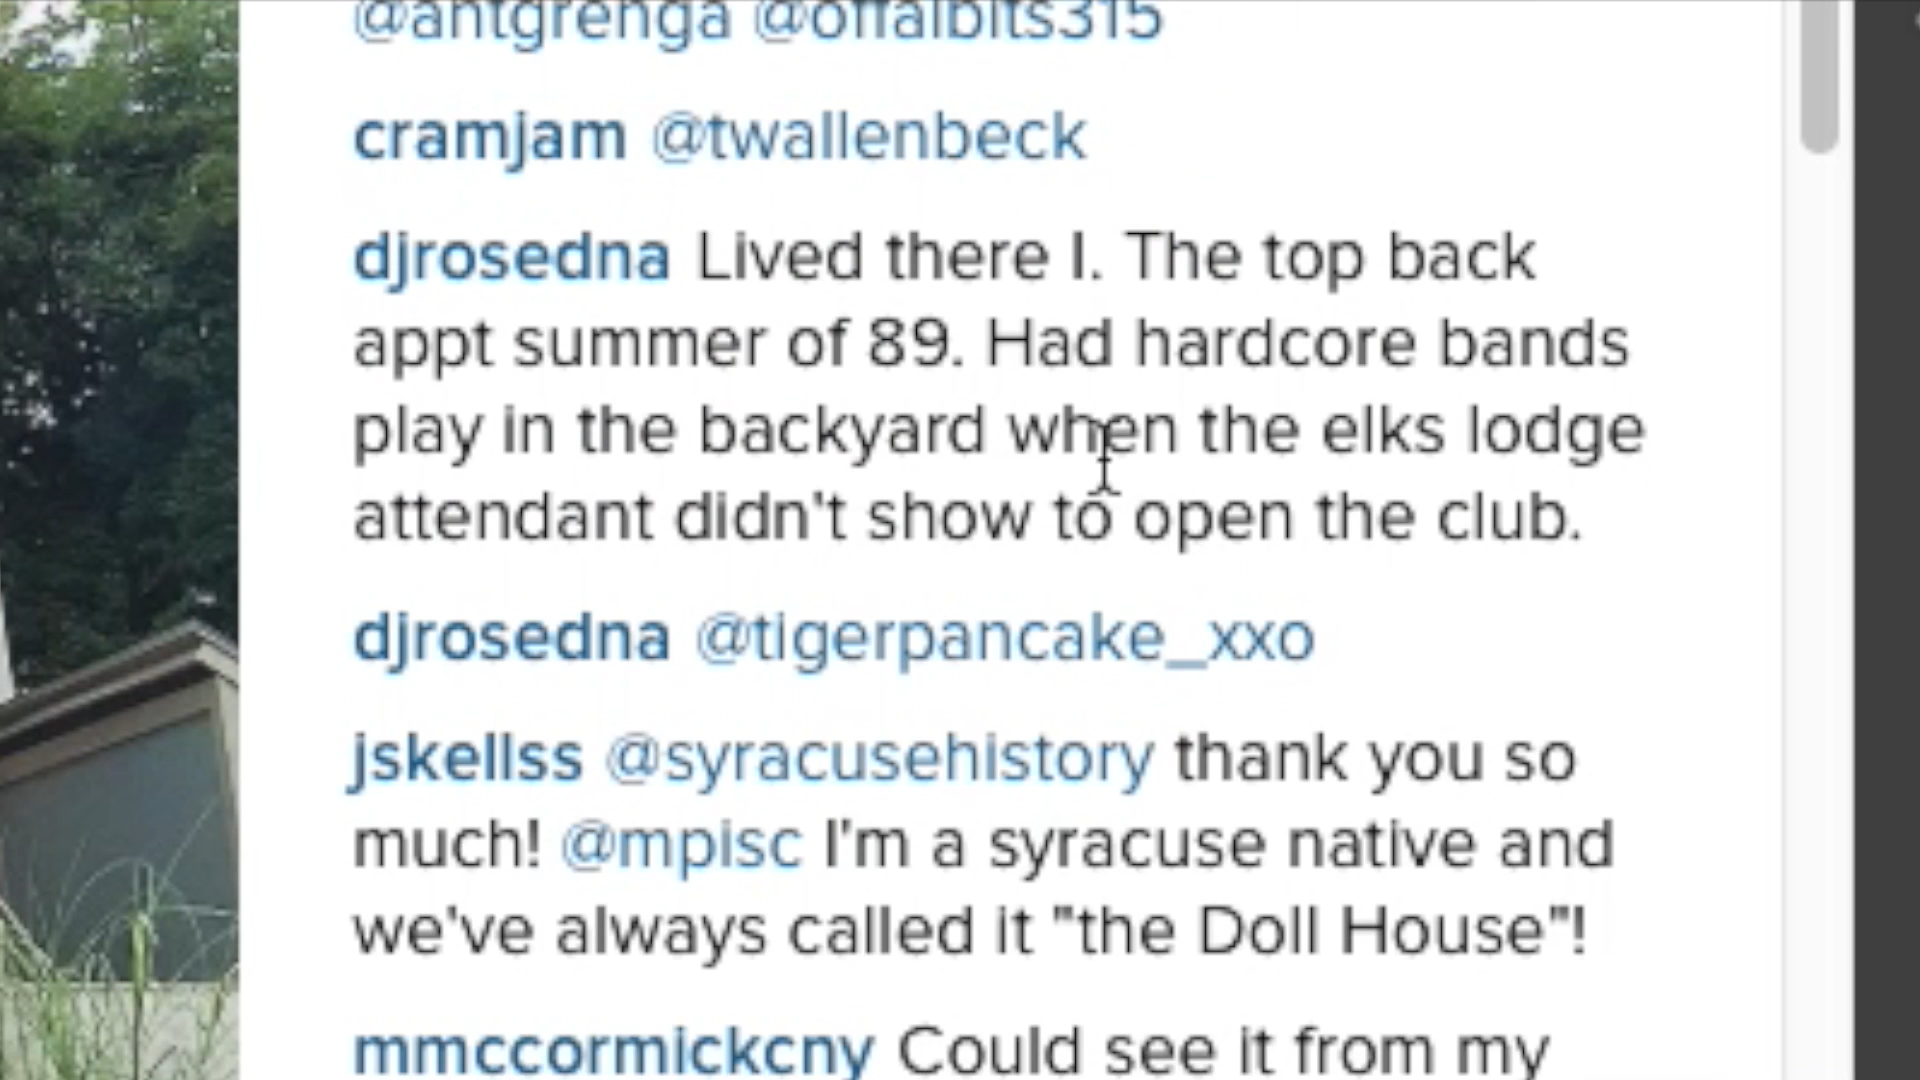 @antgrenga @offalbits315
cramjam @twallenbeck
djrosedna Lived there I. The top back
appt summer of 89. Had hardcore bands
play in the backyard when the elks lodge
attendant didn't show to open the club.
djrosedna @tigerpancake_xxo
jskellss @syracusehistory thank you so
much! @mpisc I'm a syracuse native and
we've always called it "the Doll House"!
mmccormickcny Could see it from my